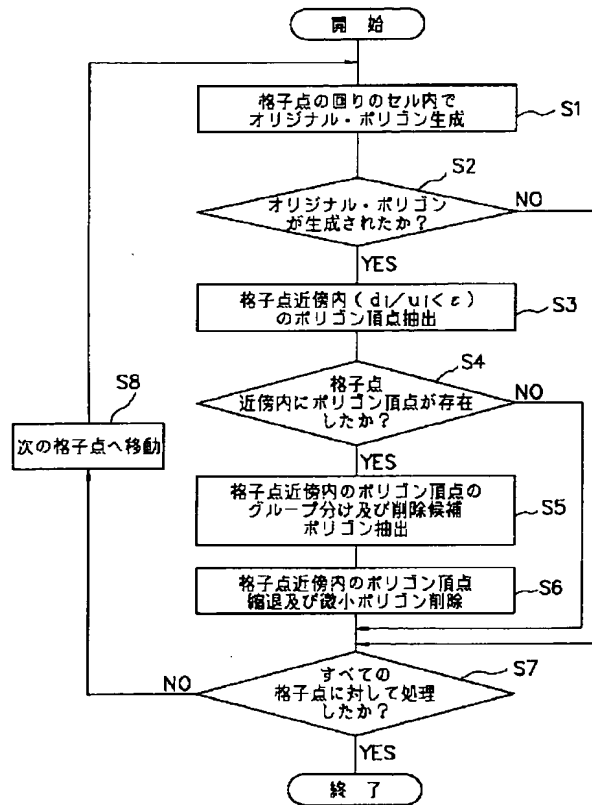 開始
格子点の回りのセル内で
オリジナル・ポリゴン生成
S1
S2
オリジナル・ポリゴン
が生成されたか?
NO
YES
格子点近傍内(di/ui<ε)
のポリゴン頂点抽出
S3
S4
格子点
近傍内にポリゴン頂点が存在
したか?
NO
YES
S8
次の格子点へ移動
格子点近傍内のポリゴン頂点の
グループ分け及び削除候補
ポリゴン抽出
S5
格子点近傍内のポリゴン頂点
縮退及び微小ポリゴン削除
S6
S7
すべての
格子点に対して処理
したか?
NO
YES
終了